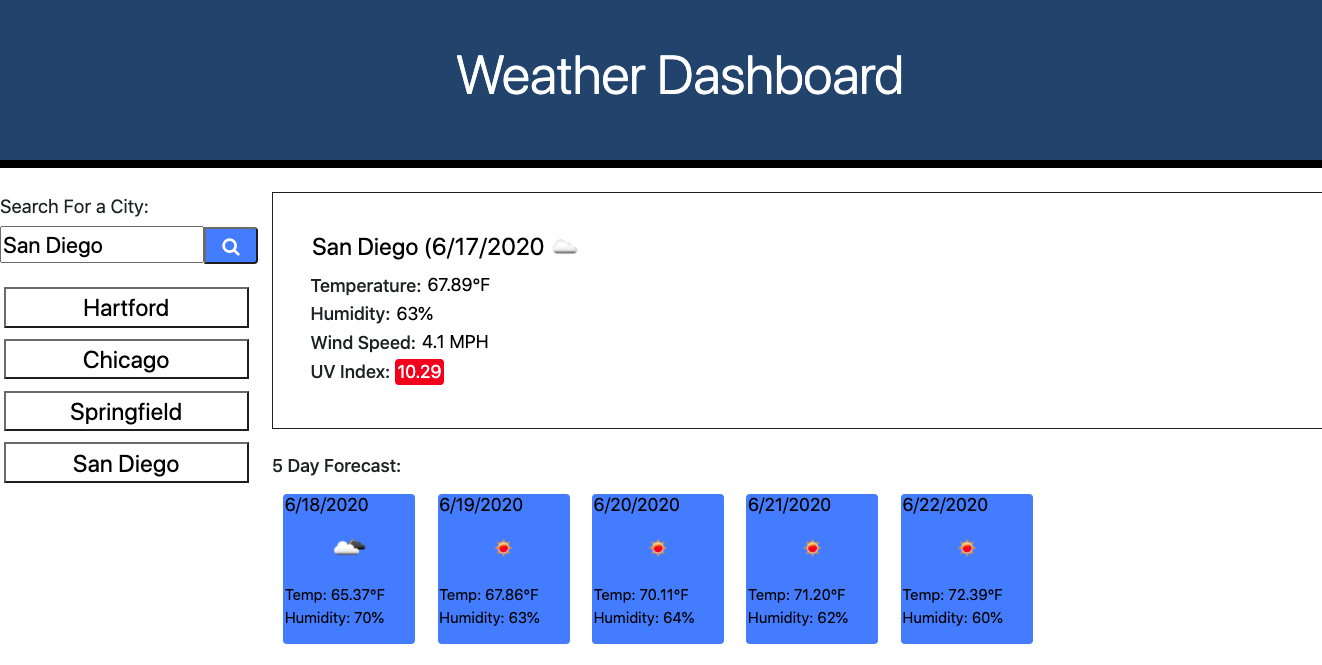 Weather Dashboard
Search For a City:
San Diego
Hartford
Chicago
Springfield
San Diego
San Diego (6/17/2020
Temperature: 67.89°F
Humidity: 63%
Wind Speed: 4.1 MPH
UV Index: 10.29
5 Day Forecast:
6/18/2020
Temp: 65.37°F
Humidity: 70%
6/19/2020
Temp: 67.86°F
Humidity: 63%
6/20/2020
Temp: 70.11°F
Humidity: 64%
6/21/2020
Temp: 71.20°F
Humidity: 62%
6/22/2020
Temp: 72.39°F
Humidity: 60%